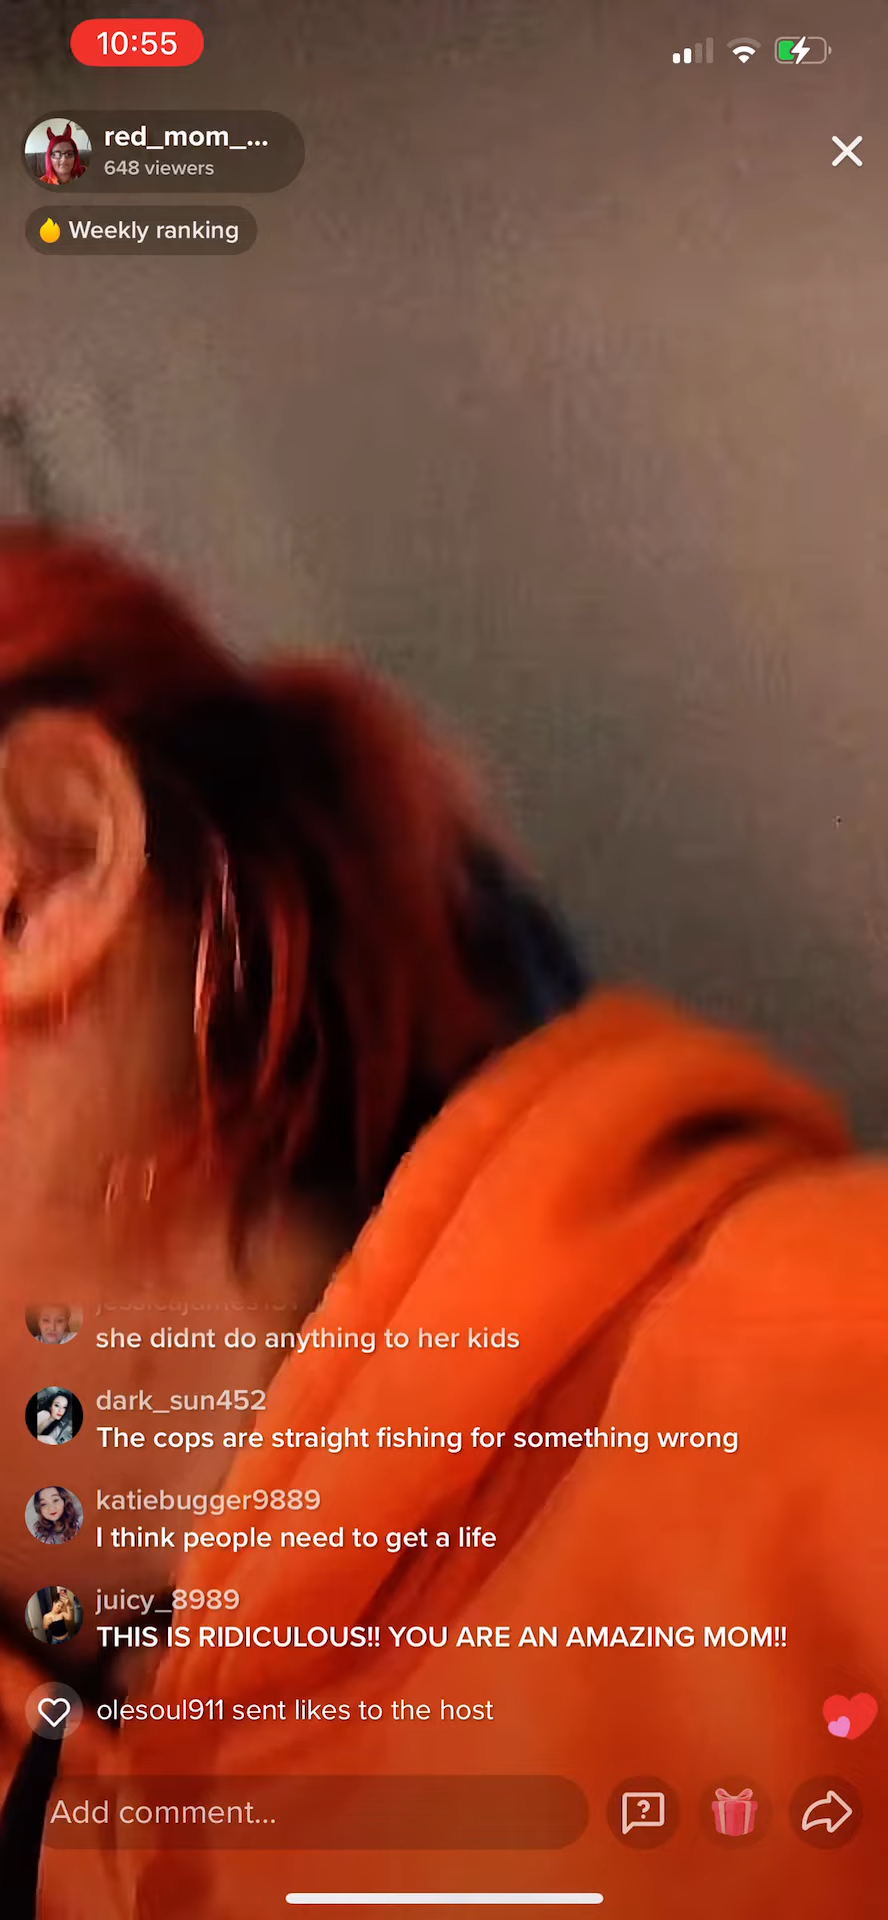 10:55
red_mom_...
648 viewers
Weekly ranking
she didnt do anything to her kids
dark_sun452
The cops are straight fishing for something wrong
katiebugger9889
I think people need to get a life
juicy_8989
THIS IS RIDICULOUS!! YOU ARE AN AMAZING MOM!!
olesoul911 sent likes to the host
Add comment...